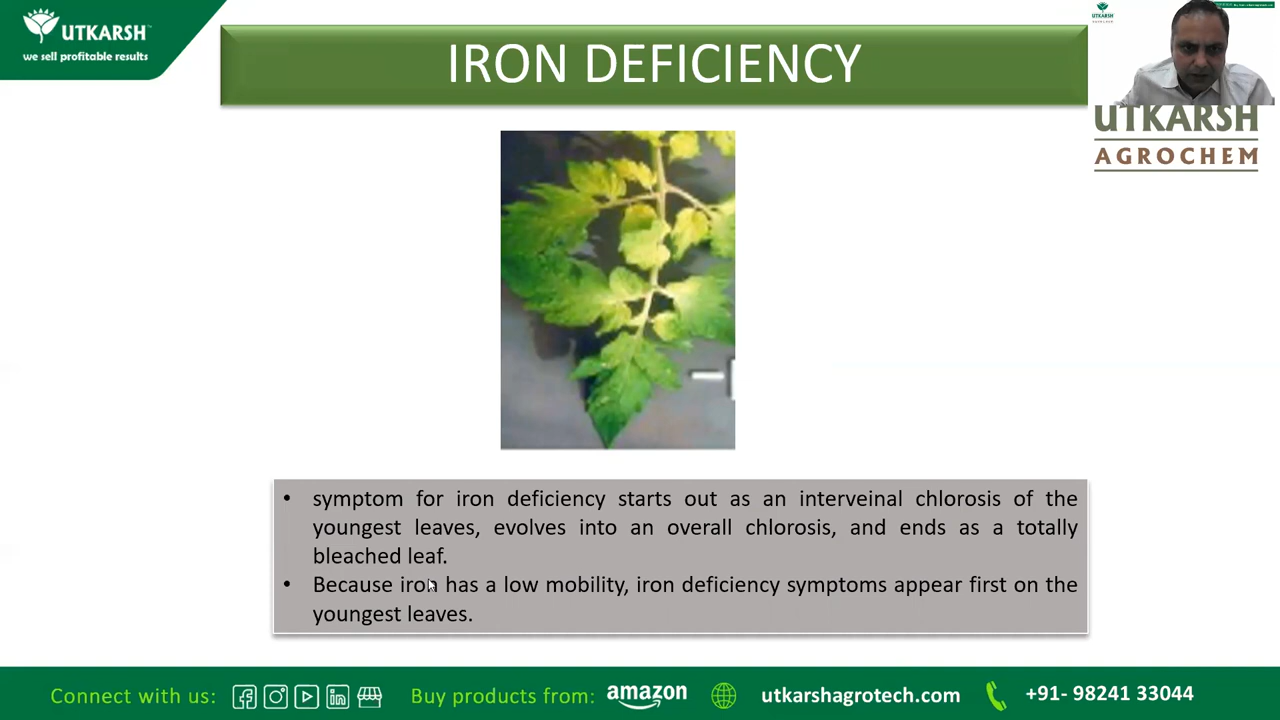 UTKARSH
we sell profitable results
IRON DEFICIENCY
UTKARSH
AGROCHEM
• symptom for iron deficiency starts out as an interveinal chlorosis of the
youngest leaves, evolves into an overall chlorosis, and ends as a totally
bleached leaf.
• Because iron has a low mobility, iron deficiency symptoms appear first on the
youngest leaves.
Connect with us:
Buy products from:
amazon
utkarshagrotech.com
+91- 98241 33044